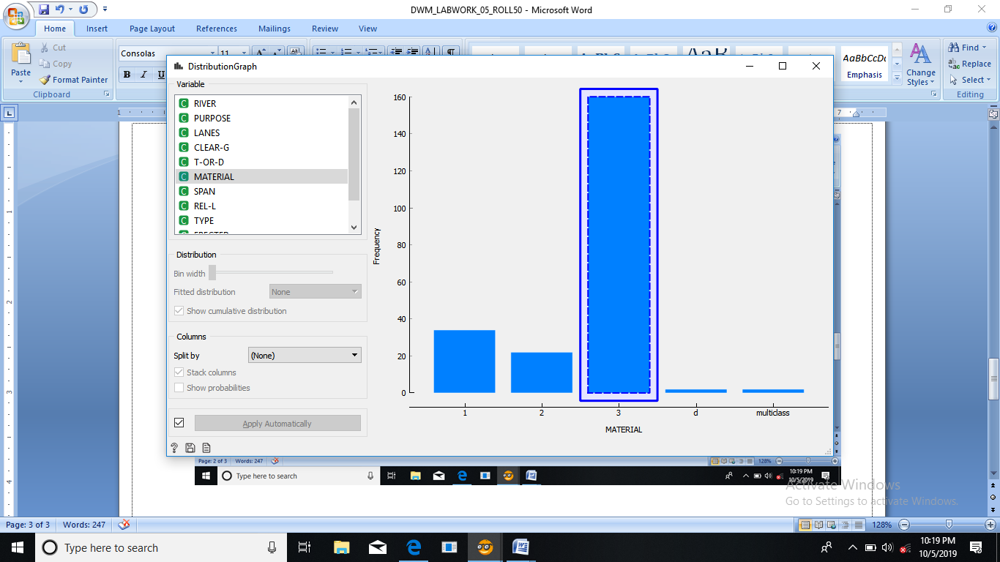 DWM_LABWORK_05_ROLL50 - Microsoft Word
Home Insert Page Layout References Mailings Review View
Paste
Cut
Copy
Format Painter
Clipboard
Consolas 11
B I U
AaBbCcDc
Emphasis
Change Styles
Find
Replace
Select
Editing
DistributionGraph
Variable
C RIVER
C PURPOSE
C LANES
C CLEAR-G
C T-OR-D
C MATERIAL
C SPAN
C REL-L
C TYPE
Distribution
Bin width
Fitted distribution None
Show cumulative distribution
Columns
Split by (None)
Stack columns
Show probabilities
Apply Automatically
Frequency
160
140
120
100
80
60
40
20
0
1 2 3 d multiclass
MATERIAL
Page: 2 of 3 Words: 247 128%
Type here to search
10:19 PM
10/5/2019
Activate Windows
Go to Settings to activate Windows.
Page: 3 of 3 Words: 247 128%
Type here to search
10:19 PM
10/5/2019